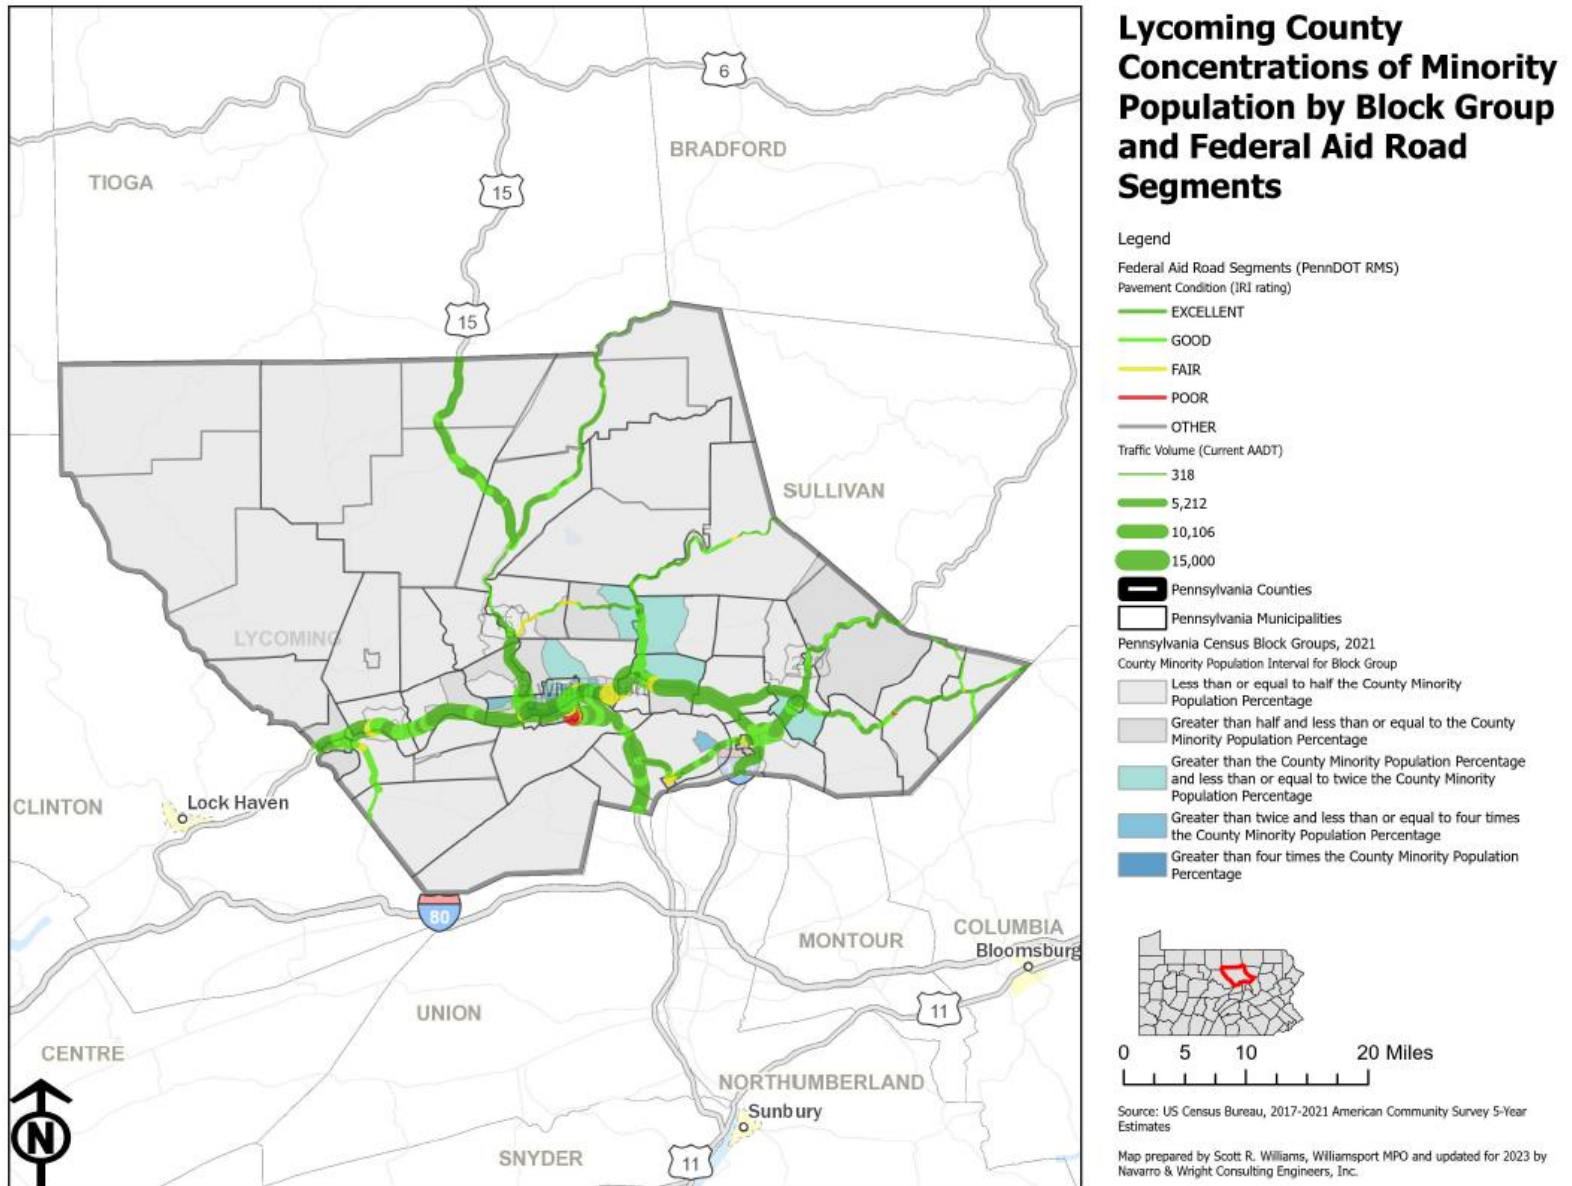 Lycoming County
Concentrations of Minority
Population by Block Group
and Federal Aid Road
Segments
Legend
Federal Aid Road Segments (PennDOT RMS)
Pavement Condition (IRI rating)
EXCELLENT
GOOD
FAIR
POOR
OTHER
Traffic Volume (Current AADT)
318
5,212
10,106
15,000
Pennsylvania Counties
Pennsylvania Municipalities
Pennsylvania Census Block Groups, 2021
County Minority Population Interval for Block Group
Less than or equal to half the County Minority
Population Percentage
Greater than half and less than or equal to the County
Minority Population Percentage
Greater than the County Minority Population Percentage
and less than or equal to twice the County Minority
Population Percentage
Greater than twice and less than or equal to four times
the County Minority Population Percentage
Greater than four times the County Minority Population
Percentage
0 5 10 20 Miles
Source: US Census Bureau, 2017-2021 American Community Survey 5-Year
Estimates
Map prepared by Scott R. Williams, Williamsport MPO and updated for 2023 by
Navarro & Wright Consulting Engineers, Inc.
6
BRADFORD
TIOGA
15
15
SULLIVAN
LYCOMING
CLINTON
Lock Haven
80
COLUMBIA
MONTOUR
Bloomsburg
UNION
11
CENTRE
NORTHUMBERLAND
Sunbury
SNYDER
11
N